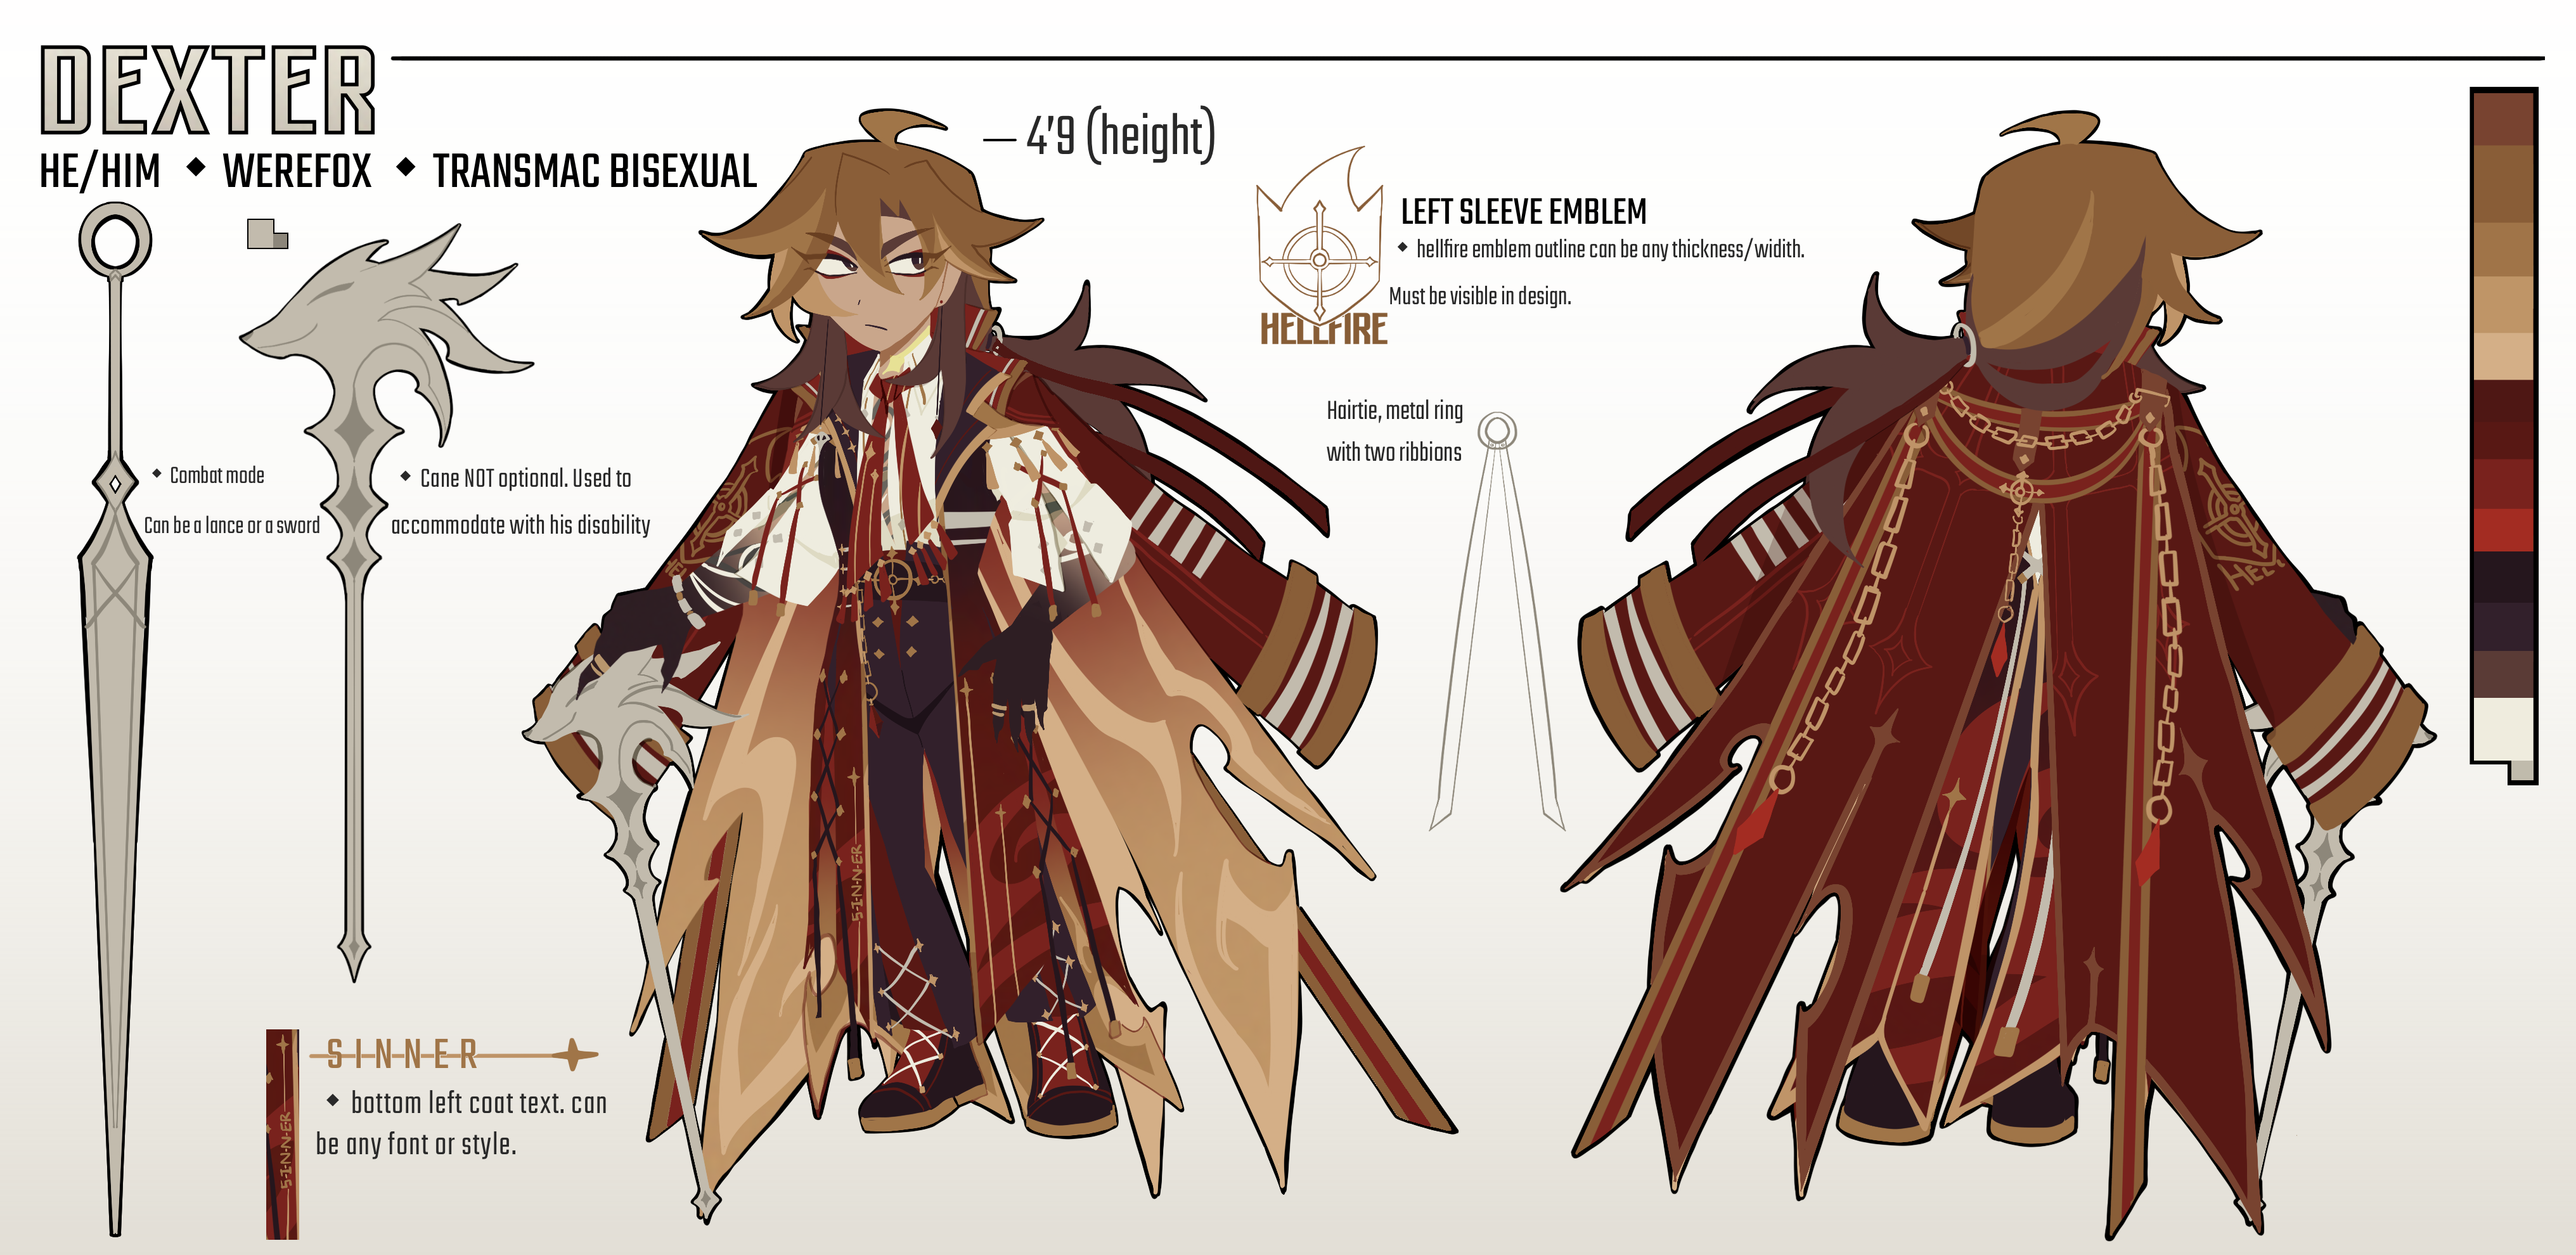 DEXTER
HE/HIM ◆ WEREFOX ◆ TRANSMAC BISEXUAL
— 4'9 (height)
LEFT SLEEVE EMBLEM
◆ hellfire emblem outline can be any thickness/widith.
Must be visible in design.
HELLFIRE
Hairtie, metal ring
with two ribbions
◆ Combat mode
Can be a lance or a sword
◆ Cane NOT optional. Used to
accommodate with his disability
S-I-N-N-ER
HEL
S-I-N-N-E-R
◆ bottom left coat text. can
be any font or style.
S-I-N-N-ER